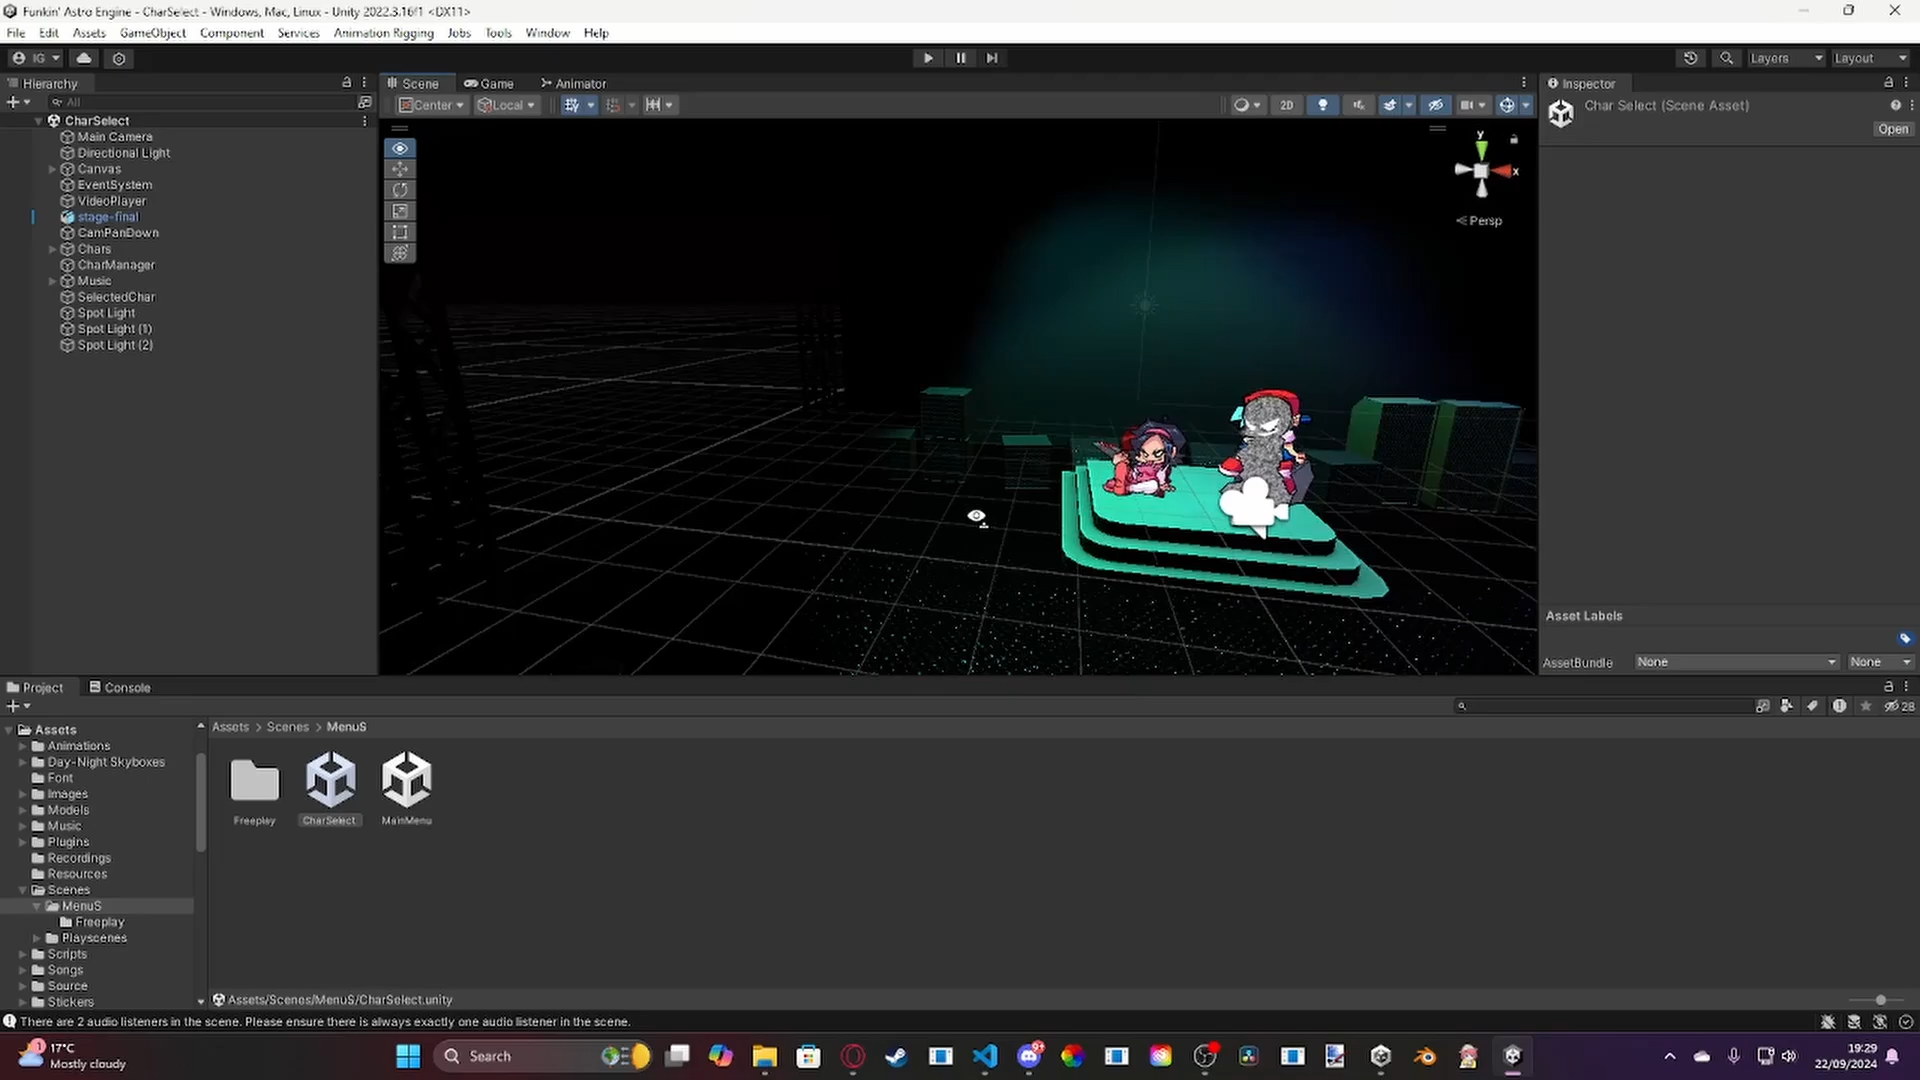 Funkin' Astro Engine - CharSelect - Windows, Mac, Linux - Unity 2022.3.16f1 <DX11>
File Edit Assets GameObject Component Services Animation Rigging Jobs Tools Window Help
IG Layers Layout
Hierarchy Scene Game Animator Inspector
All Center Local 2D Char Select (Scene Asset)
Open
CharSelect
Main Camera
Directional Light
Canvas
EventSystem
VideoPlayer
stage-final
CamPanDown
Chars
CharManager
Music
SelectedChar
Spot Light
Spot Light (1)
Spot Light (2)
y
x
Persp
Asset Labels
AssetBundle None None
Project Console
28
Assets
Animations
Day-Night Skyboxes
Font
Images
Models
Music
Plugins
Recordings
Resources
Scenes
MenuS
Freeplay
Playscenes
Scripts
Songs
Source
Stickers
Assets > Scenes > MenuS
Freeplay CharSelect MainMenu
Assets/Scenes/MenuS/CharSelect.unity
There are 2 audio listeners in the scene. Please ensure there is always exactly one audio listener in the scene.
1
17°C
Mostly cloudy
Search
9+
19:29
22/09/2024